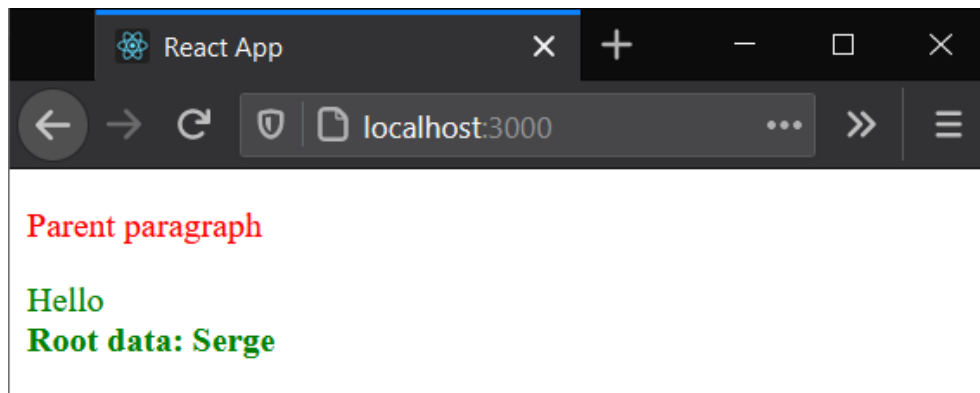 React App
localhost:3000
Parent paragraph
Hello
Root data: Serge